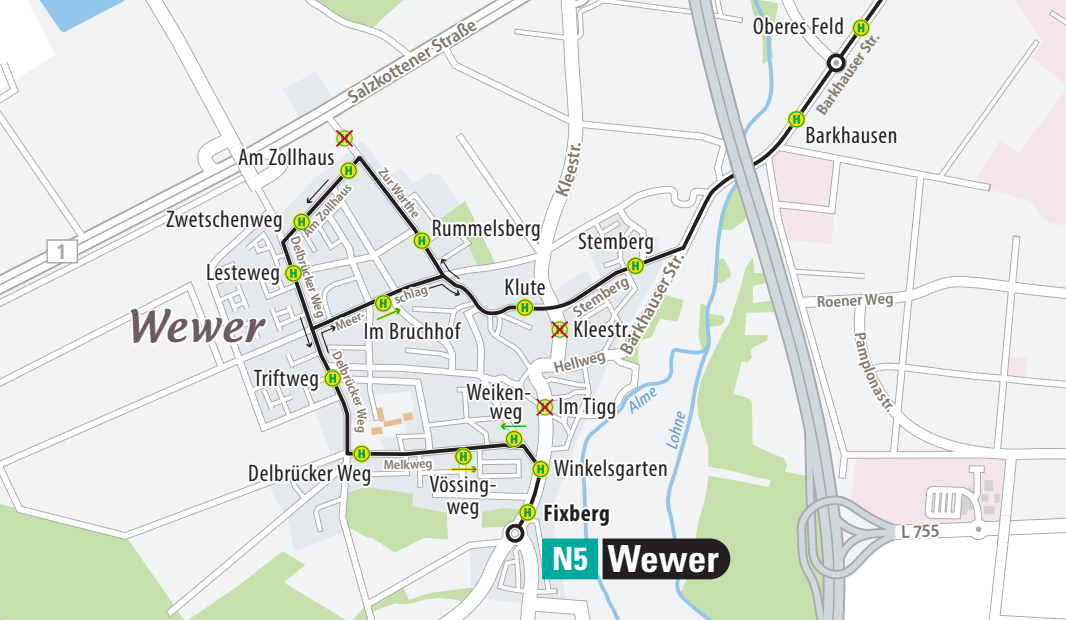 Oberes Feld
Barkhauser Str.
Salzkottener Straße
Barkhausen
Am Zollhaus
H
Kleestr.
Zur Warthe
Am Zollhaus
Zwetschenweg
H
Rummelsberg
H
Stemberg
H
1
Delbrücker Weg
Lesteweg
H
Klute
H
Stemberg
Barkhauser Str.
Roener Weg
Meer-
schlag
H
Im Bruchhof
Wewer
Kleestr.
Hellweg
Pamplonastr.
Triftweg
H
Delbrücker Weg
Weiken-
weg
H
Im Tigg
Alme
Lohne
Delbrücker Weg
H
Melkweg
H
Vössing-
weg
H
Winkelsgarten
H
Fixberg
L 755
N5 Wewer
H
H